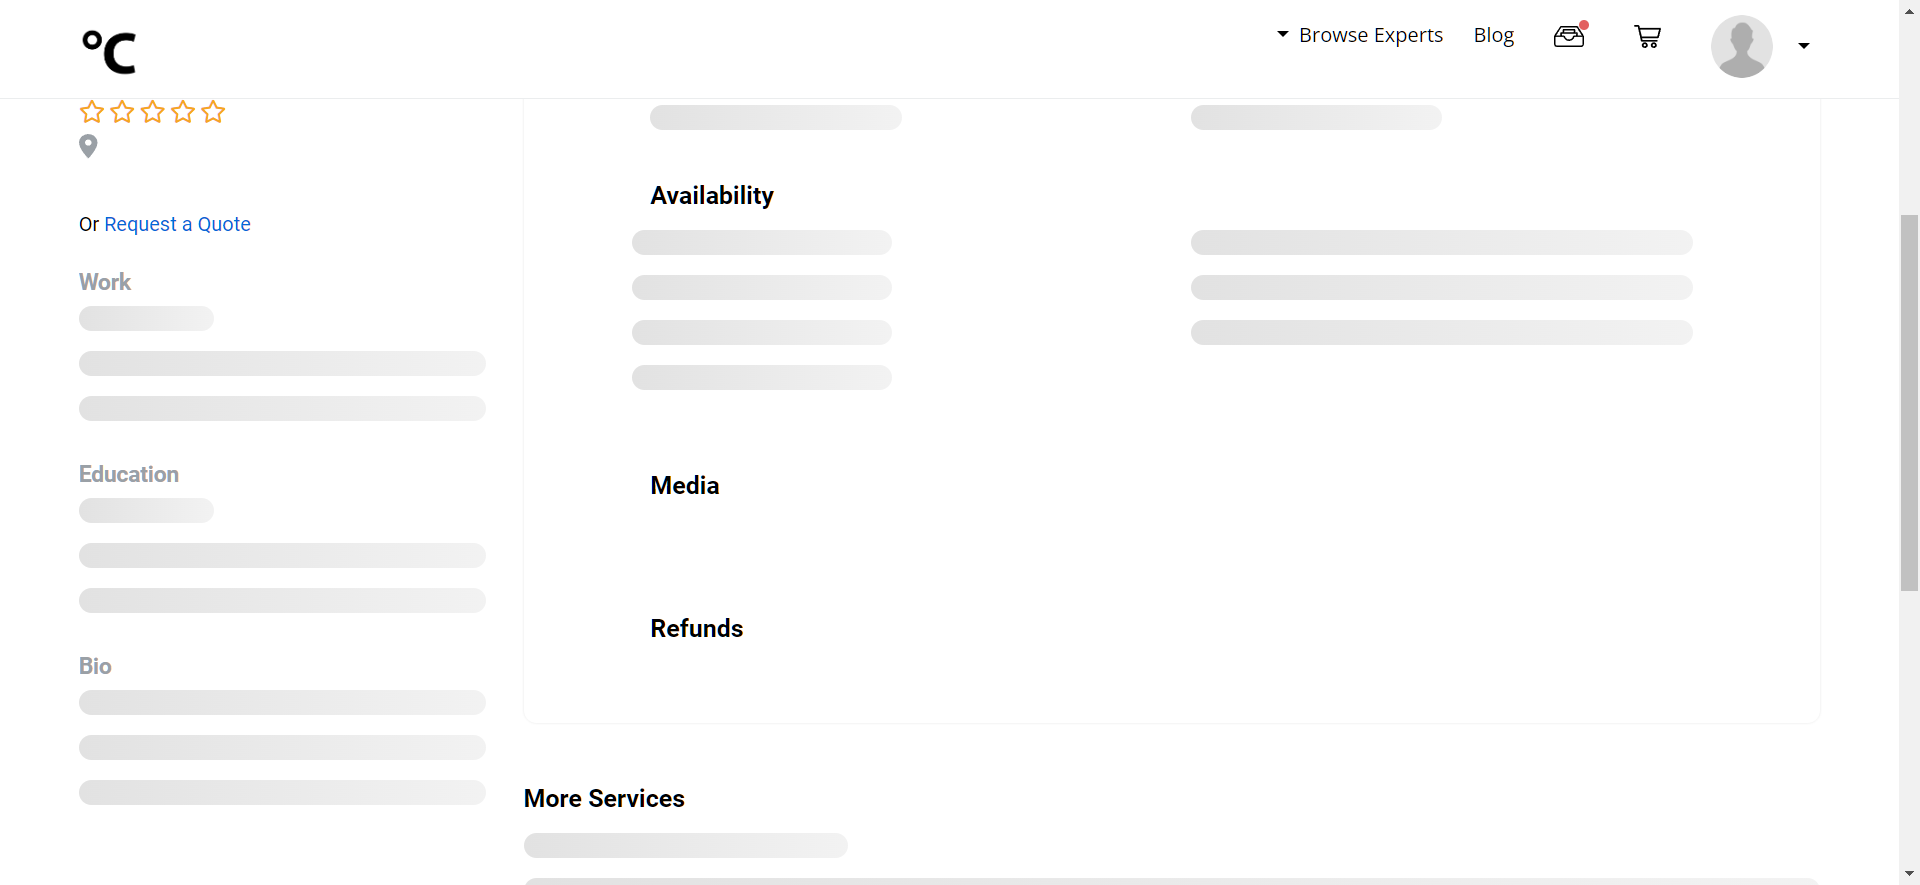 °C
Browse Experts
Blog
Or Request a Quote
Work
Education
Bio
Availability
Media
Refunds
More Services